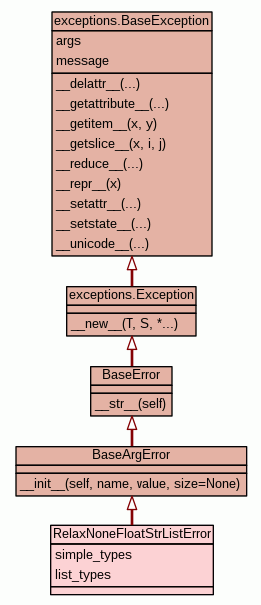 exceptions.BaseException
args
message
__delattr__(...)
__getattribute__(...)
__getitem__(x, y)
__getslice__(x, i, j)
__reduce__(...)
__repr__(x)
__setattr__(...)
__setstate__(...)
__unicode__(...)
exceptions.Exception
__new__(T, S, *...)
BaseError
__str__(self)
BaseArgError
__init__(self, name, value, size=None)
RelaxNoneFloatStrListError
simple_types
list_types